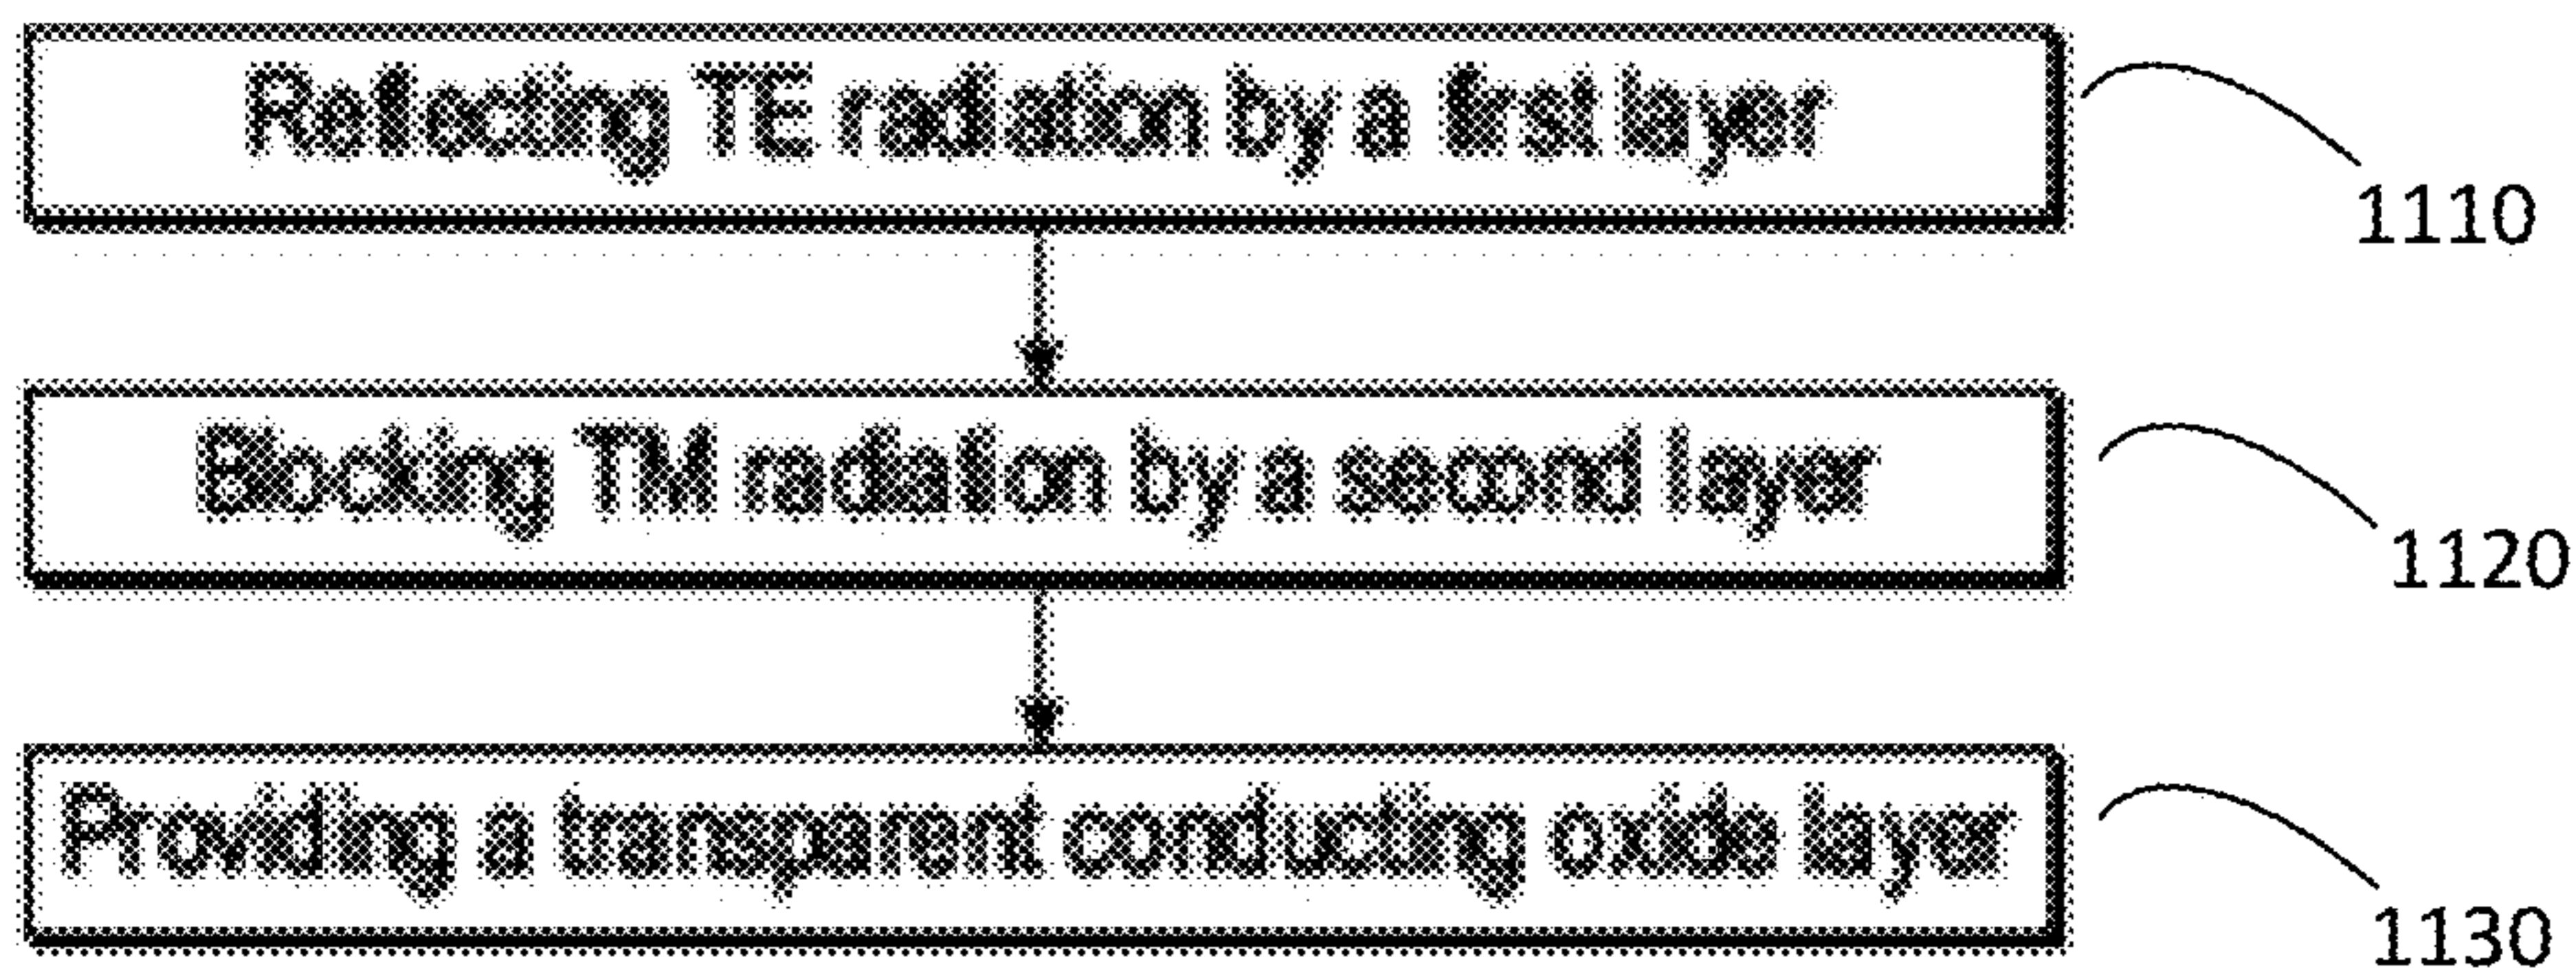 Reflecting TE radiation by a first layer
1110
Blocking TM radiation by a second layer
1120
Providing a transparent conducting oxide layer
1130